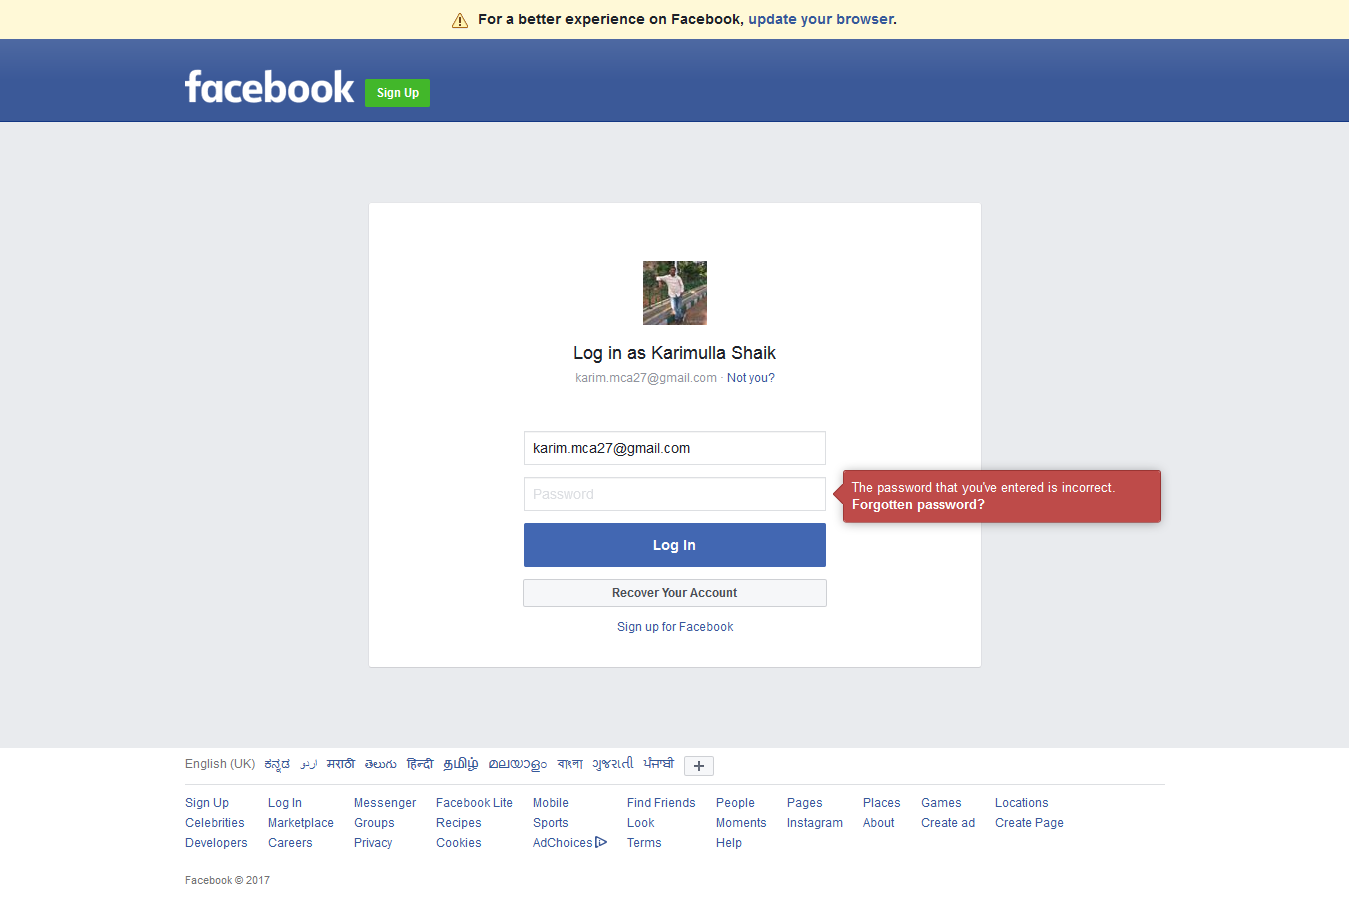 For a better experience on Facebook, update your browser.
facebook Sign Up
Log in as Karimulla Shaik
karim.mca27@gmail.com · Not you?
karim.mca27@gmail.com
Password
The password that you've entered is incorrect.
Forgotten password?
Log In
Recover Your Account
Sign up for Facebook
English (UK) ಕನ್ನಡ اردو मराठी తెలుగు हिन्दी தமிழ் മലയാളം বাংলা ગુજરાતી ਪੰਜਾਬੀ +
Sign Up Log In Messenger Facebook Lite Mobile Find Friends People Pages Places Games Locations
Celebrities Marketplace Groups Recipes Sports Look Moments Instagram About Create ad Create Page
Developers Careers Privacy Cookies AdChoices Terms Help
Facebook © 2017